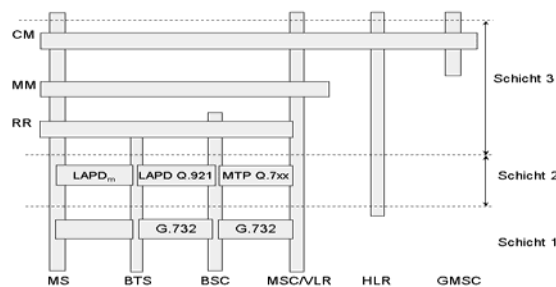 CM
Schicht 3
MM
RR
LAPDm LAPD Q.921 MTP Q.7xx
Schicht 2
G.732 G.732
Schicht 1
MS BTS BSC MSC/VLR HLR GMSC